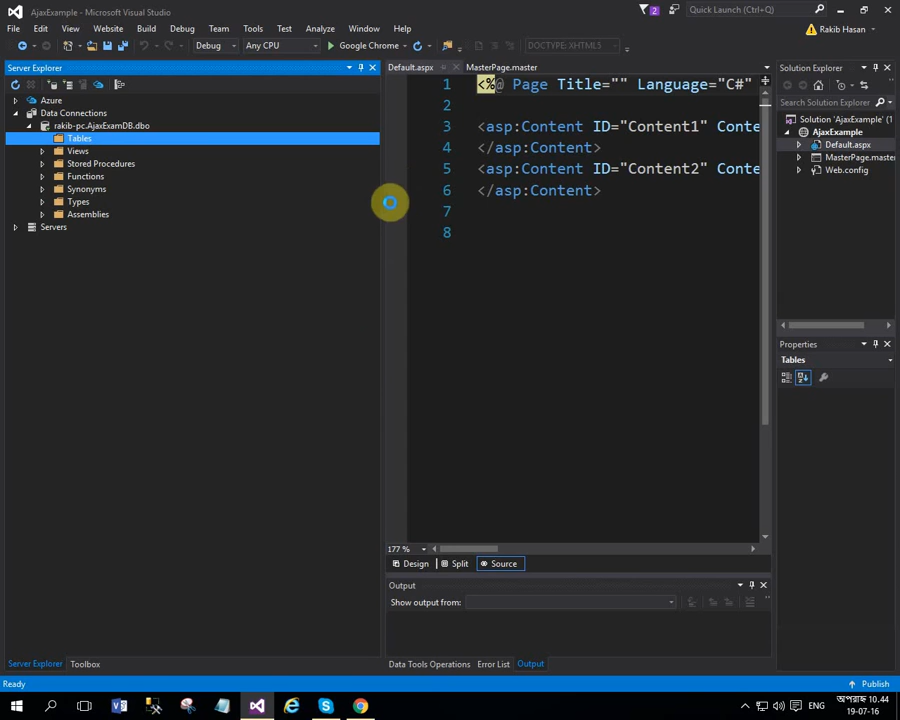 AjaxExample - Microsoft Visual Studio
2
Quick Launch (Ctrl+Q)
File Edit View Website Build Debug Team Tools Test Analyze Window Help
Rakib Hasan
Debug Any CPU Google Chrome DOCTYPE: XHTML5
Server Explorer
Default.aspx MasterPage.master
Solution Explorer
Azure
Data Connections
rakib-pc.AjaxExamDB.dbo
Tables
Views
Stored Procedures
Functions
Synonyms
Types
Assemblies
Servers
1 <%@ Page Title="" Language="C#"
2
3 <asp:Content ID="Content1" Conte
4 </asp:Content>
5 <asp:Content ID="Content2" Conte
6 </asp:Content>
7
8
Search Solution Explorer
Solution 'AjaxExample' (1
AjaxExample
Default.aspx
MasterPage.master
Web.config
Properties
Tables
177 %
Design Split Source
Output
Show output from:
Server Explorer Toolbox
Data Tools Operations Error List Output
Ready
Publish
ENG
অপরাহ্ন 10.44
19-07-16